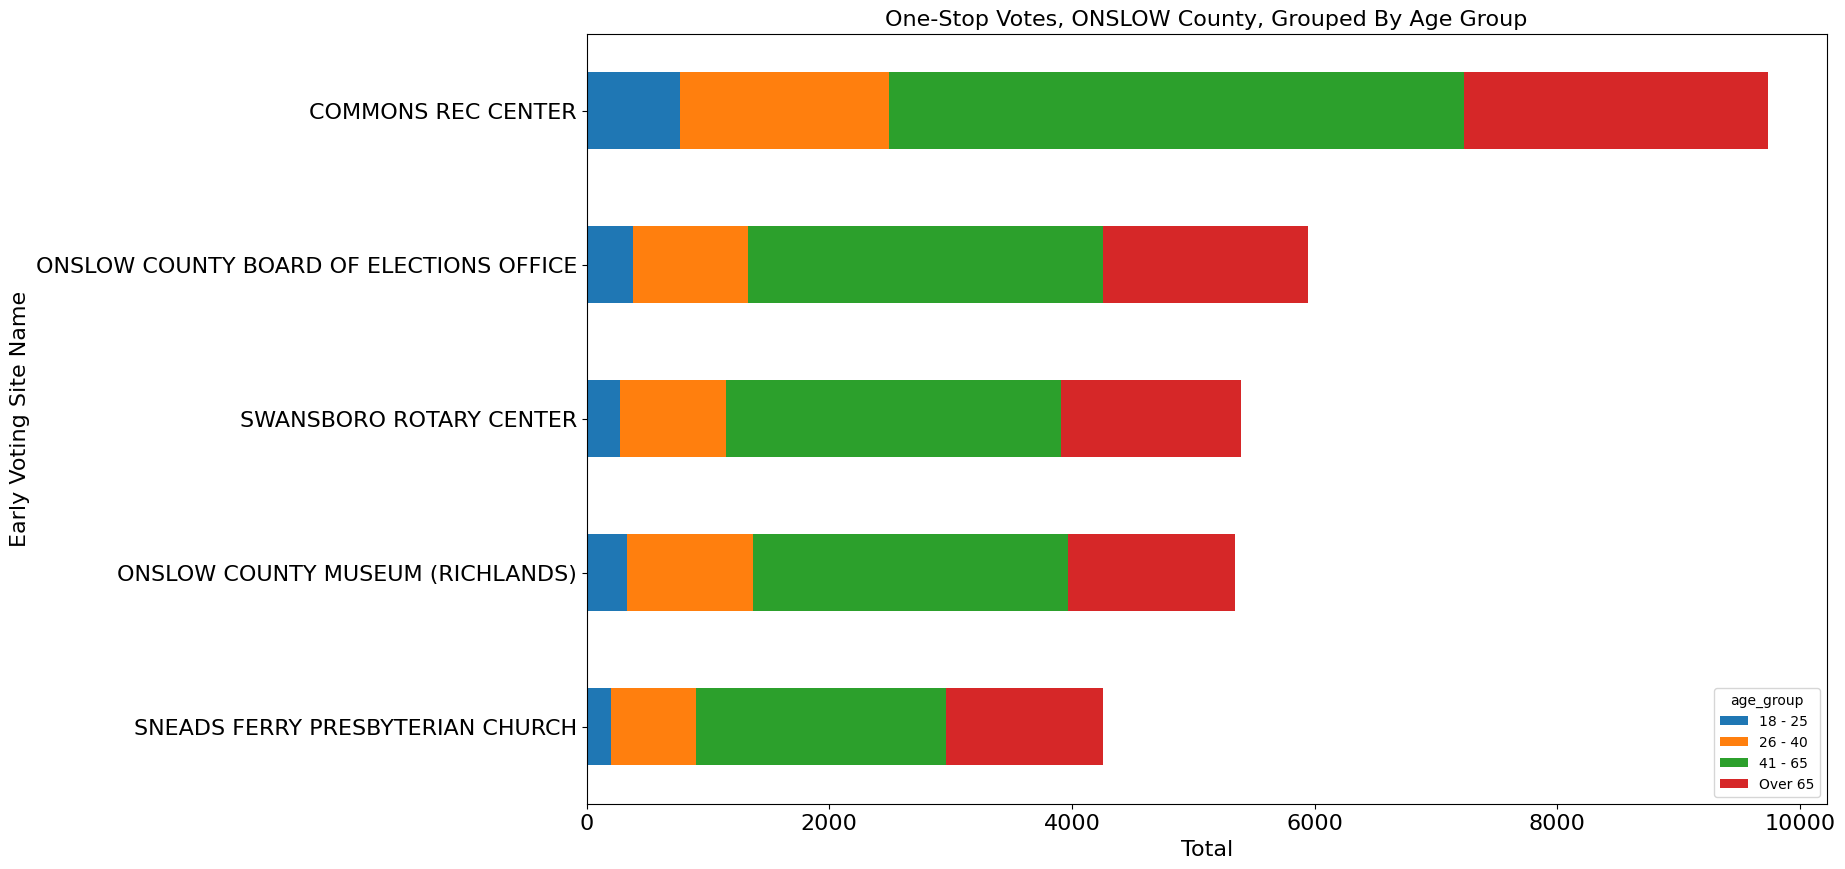 One-Stop Votes, ONSLOW County, Grouped By Age Group
Early Voting Site Name
COMMONS REC CENTER
ONSLOW COUNTY BOARD OF ELECTIONS OFFICE
SWANSBORO ROTARY CENTER
ONSLOW COUNTY MUSEUM (RICHLANDS)
SNEADS FERRY PRESBYTERIAN CHURCH
age_group
18 - 25
26 - 40
41 - 65
Over 65
0 2000 4000 6000 8000 10000
Total